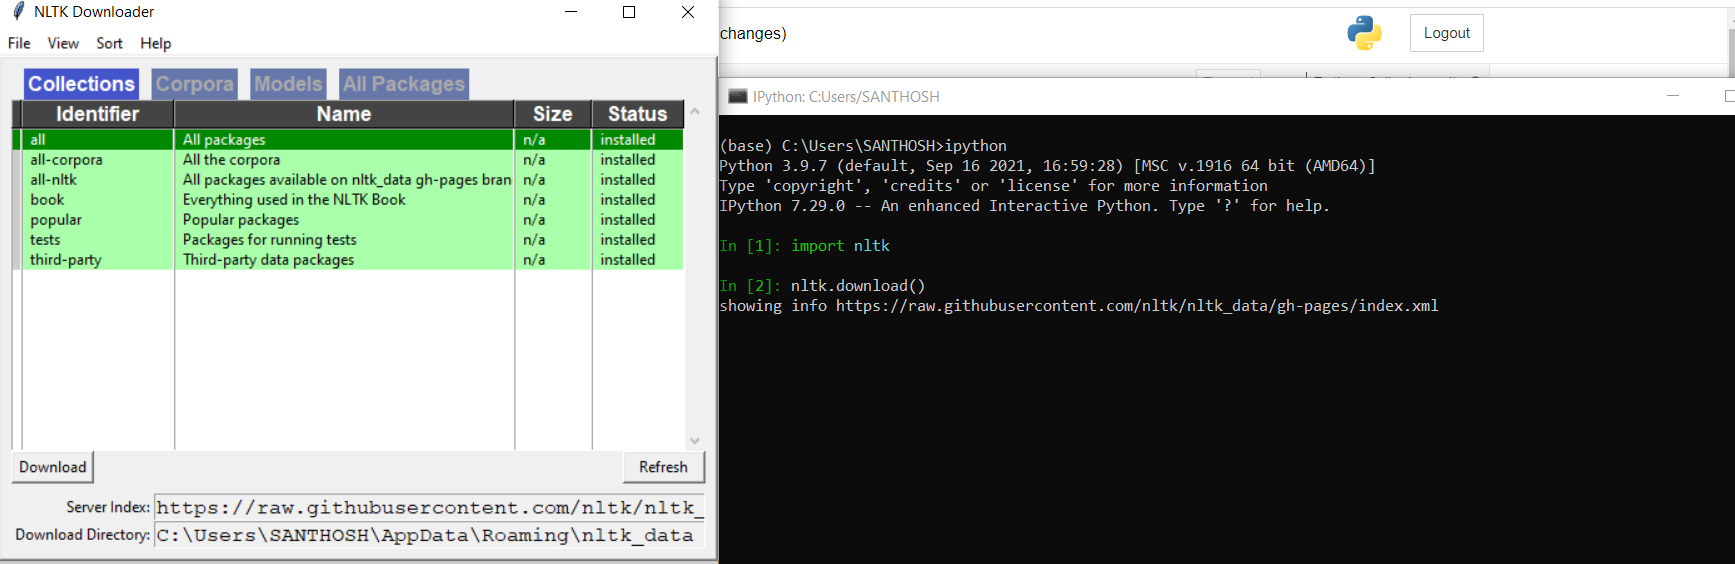 NLTK Downloader
File View Sort Help
Collections Corpora Models All Packages
Identifier Name Size Status
all All packages n/a installed
all-corpora All the corpora n/a installed
all-nltk All packages available on nltk_data gh-pages bran n/a installed
book Everything used in the NLTK Book n/a installed
popular Popular packages n/a installed
tests Packages for running tests n/a installed
third-party Third-party data packages n/a installed
Download Refresh
Server Index: https://raw.githubusercontent.com/nltk/nltk_
Download Directory: C:\Users\SANTHOSH\AppData\Roaming\nltk_data
changes) Logout
IPython: C:Users/SANTHOSH
(base) C:\Users\SANTHOSH>ipython
Python 3.9.7 (default, Sep 16 2021, 16:59:28) [MSC v.1916 64 bit (AMD64)]
Type 'copyright', 'credits' or 'license' for more information
IPython 7.29.0 -- An enhanced Interactive Python. Type '?' for help.
In [1]: import nltk
In [2]: nltk.download()
showing info https://raw.githubusercontent.com/nltk/nltk_data/gh-pages/index.xml